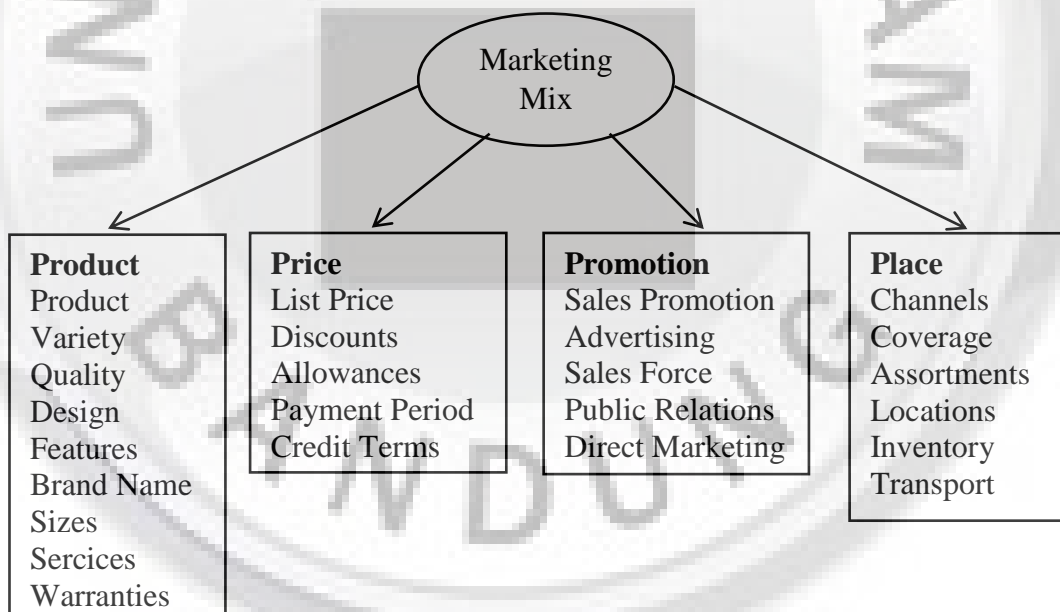 Marketing
Mix
Product
Product
Variety
Quality
Design
Features
Brand Name
Sizes
Sercices
Warranties
Price
List Price
Discounts
Allowances
Payment Period
Credit Terms
Promotion
Sales Promotion
Advertising
Sales Force
Public Relations
Direct Marketing
Place
Channels
Coverage
Assortments
Locations
Inventory
Transport
BANDUNG